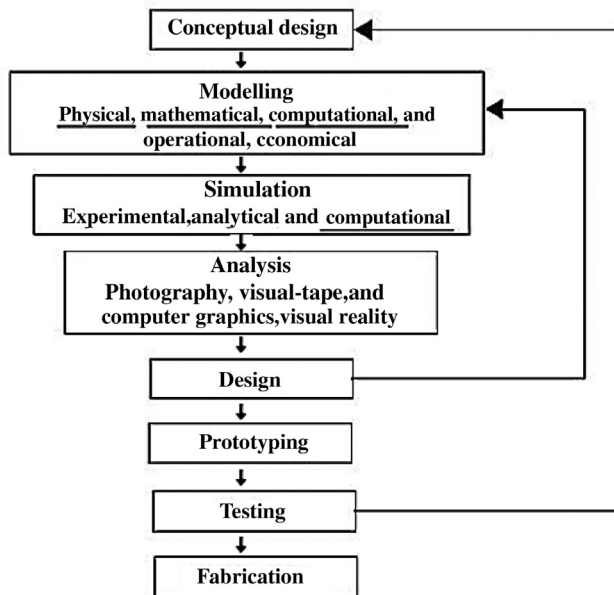 Conceptual design
Modelling
Physical, mathematical, computational, and
operational, cconomical
Simulation
Experimental,analytical and computational
Analysis
Photography, visual-tape,and
computer graphics,visual reality
Design
Prototyping
Testing
Fabrication